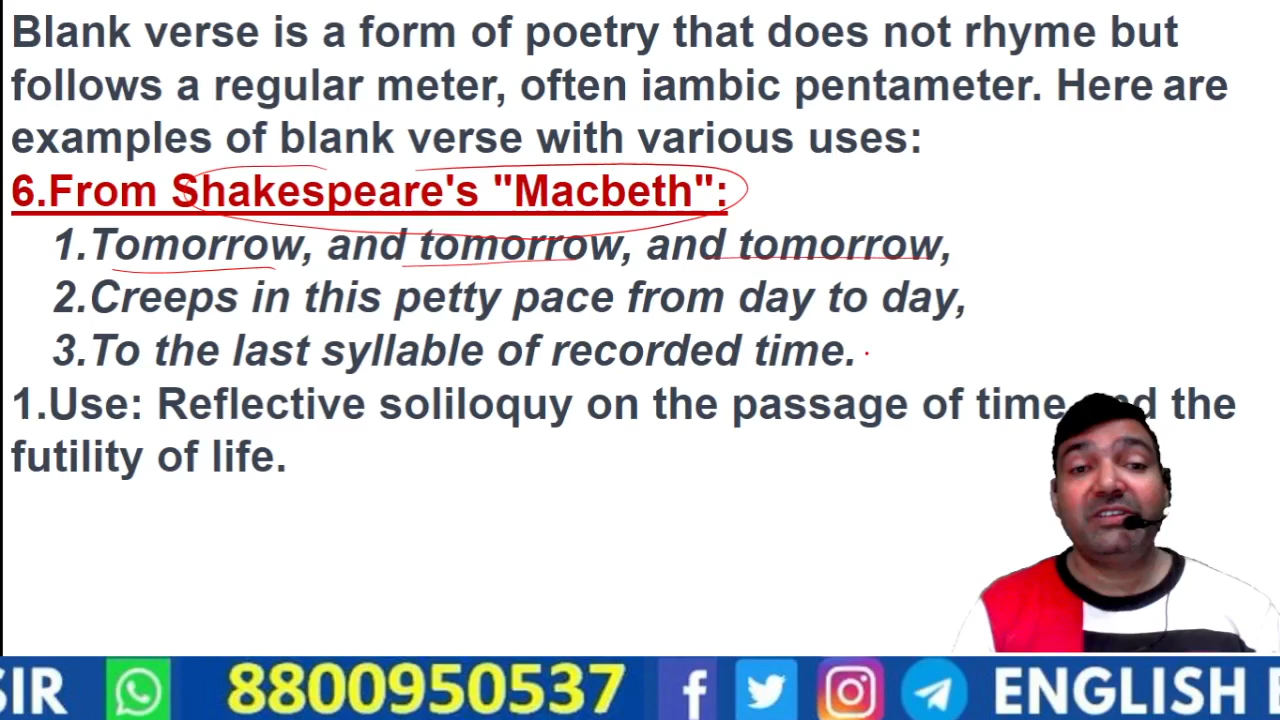 Blank verse is a form of poetry that does not rhyme but
follows a regular meter, often iambic pentameter. Here are
examples of blank verse with various uses:
6.From Shakespeare's "Macbeth":
1.Tomorrow, and tomorrow, and tomorrow,
2.Creeps in this petty pace from day to day,
3.To the last syllable of recorded time.
1.Use: Reflective soliloquy on the passage of time and the
futility of life.
SIR 8800950537 ENGLISH E